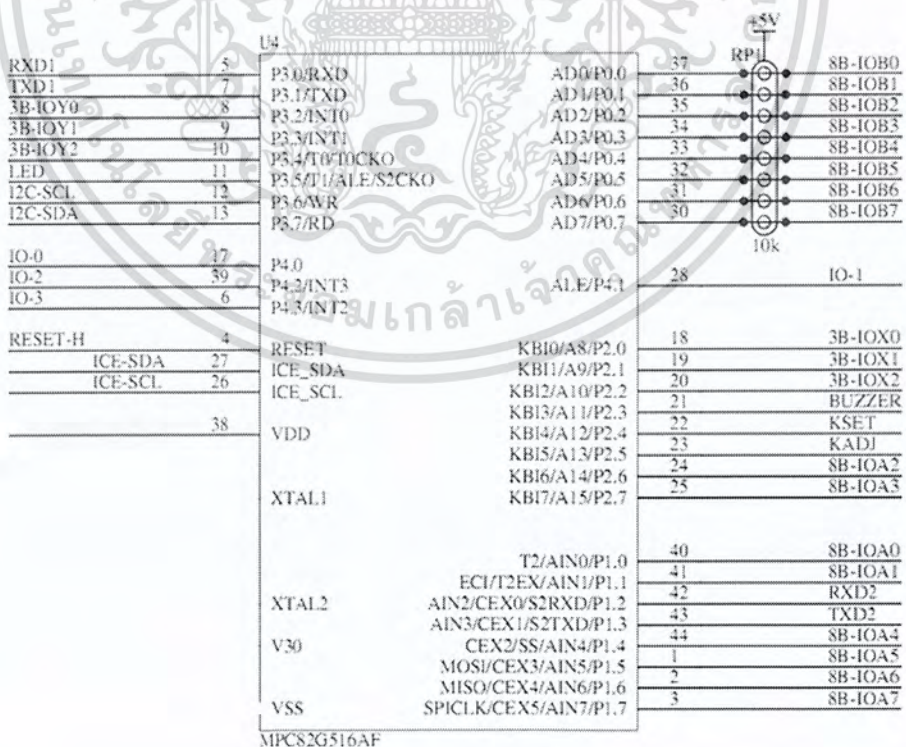 +5V
U4
RP1
RXD1 5 P3.0/RXD AD0/P0.0 37 8B-IOB0
TXD1 7 P3.1/TXD AD1/P0.1 36 8B-IOB1
3B-IOY0 8 P3.2/INT0 AD2/P0.2 35 8B-IOB2
3B-IOY1 9 P3.3/INT1 AD3/P0.3 34 8B-IOB3
3B-IOY2 10 P3.4/T0/T0CKO AD4/P0.4 33 8B-IOB4
LED 11 P3.5/T1/ALE/S2CKO AD5/P0.5 32 8B-IOB5
I2C-SCL 12 P3.6/WR AD6/P0.6 31 8B-IOB6
I2C-SDA 13 P3.7/RD AD7/P0.7 30 8B-IOB7
10k
IO-0 17 P4.0
IO-2 39 P4.2/INT3 ALE/P4.1 28 IO-1
IO-3 6 P4.3/INT2
RESET-H 4 RESET KBI0/A8/P2.0 18 3B-IOX0
ICE-SDA 27 ICE_SDA KBI1/A9/P2.1 19 3B-IOX1
ICE-SCL 26 ICE_SCL KBI2/A10/P2.2 20 3B-IOX2
KBI3/A11/P2.3 21 BUZZER
38 VDD KBI4/A12/P2.4 22 KSET
KBI5/A13/P2.5 23 KADJ
KBI6/A14/P2.6 24 8B-IOA2
XTAL1 KBI7/A15/P2.7 25 8B-IOA3
T2/AIN0/P1.0 40 8B-IOA0
ECI/T2EX/AIN1/P1.1 41 8B-IOA1
XTAL2 AIN2/CEX0/S2RXD/P1.2 42 RXD2
AIN3/CEX1/S2TXD/P1.3 43 TXD2
V30 CEX2/SS/AIN4/P1.4 44 8B-IOA4
MOSI/CEX3/AIN5/P1.5 1 8B-IOA5
MISO/CEX4/AIN6/P1.6 2 8B-IOA6
VSS SPICLK/CEX5/AIN7/P1.7 3 8B-IOA7
MPC82G516AF